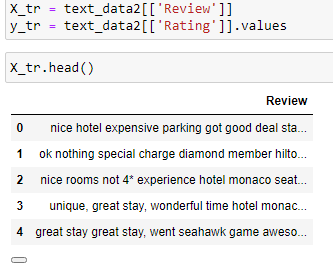 X_tr = text_data2[['Review']]
y_tr = text_data2[['Rating']].values
X_tr.head()
Review
0 nice hotel expensive parking got good deal sta...
1 ok nothing special charge diamond member hilto...
2 nice rooms not 4* experience hotel monaco seat...
3 unique, great stay, wonderful time hotel monac...
4 great stay great stay, went seahawk game aweso...